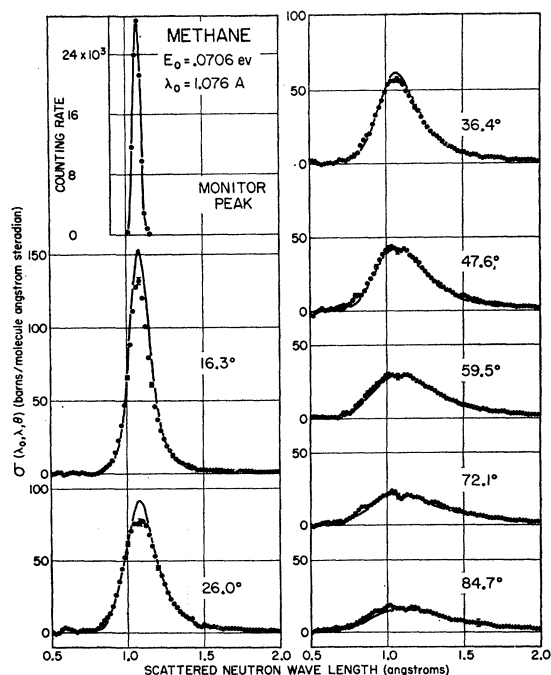 METHANE
E₀ = .0706 ev
λ₀ = 1.076 A
COUNTING RATE
24 x 10³
16
8
0
MONITOR
PEAK
σ (λ₀,λ,θ) (barns/molecule angstrom steradian)
150
100
50
0
16.3°
100
50
0
26.0°
0.5 1.0 1.5 2.0
100
50
0
36.4°
50
0
47.6°
50
0
59.5°
50
0
72.1°
50
0
84.7°
0.5 1.0 1.5 2.0
SCATTERED NEUTRON WAVE LENGTH (angstroms)